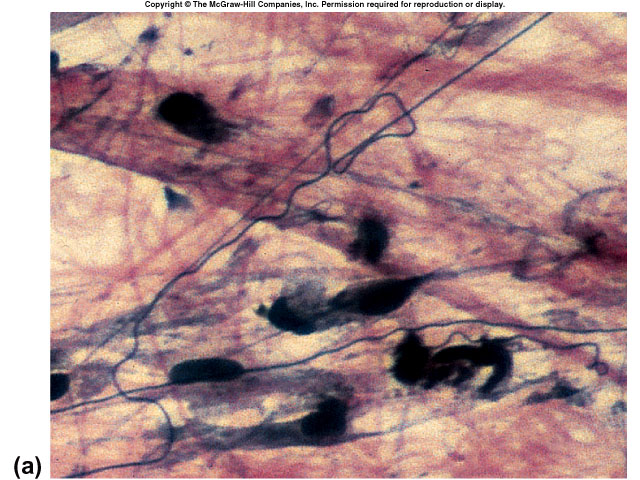 Copyright © The McGraw-Hill Companies, Inc. Permission required for reproduction or display.
(a)